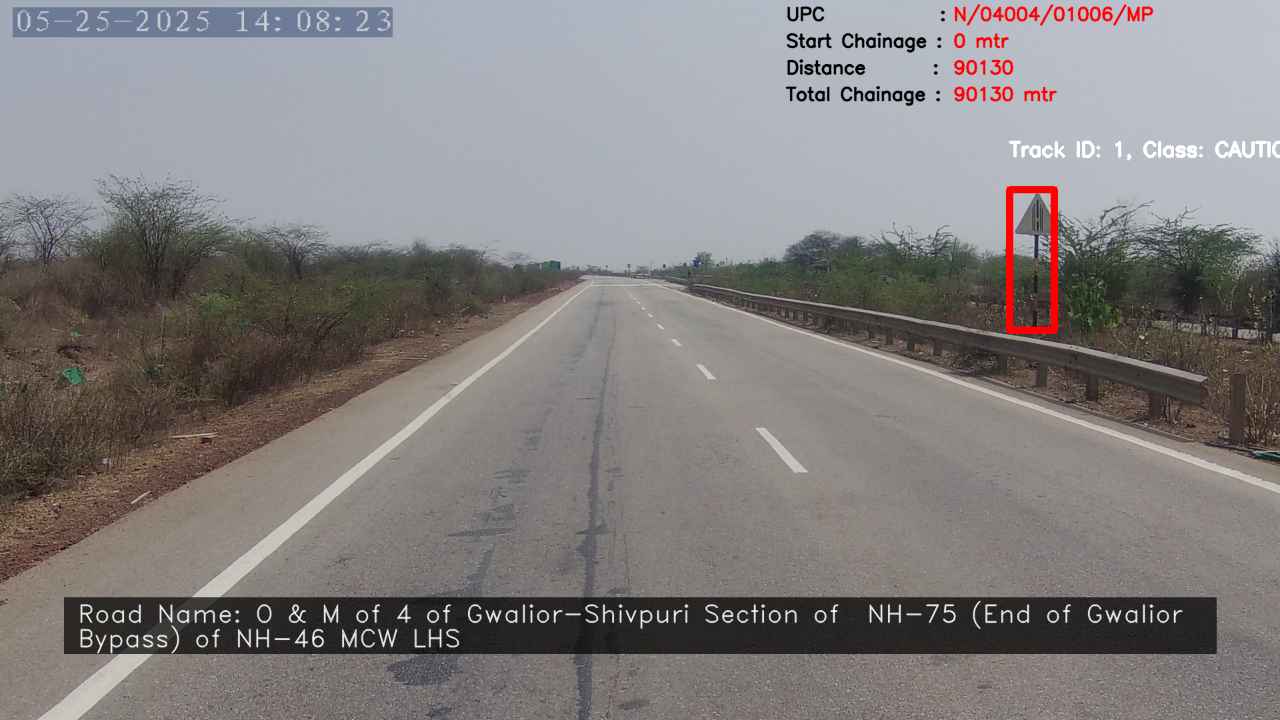 05-25-2025 14:08:23
UPC : N/04004/01006/MP
Start Chainage : 0 mtr
Distance : 90130
Total Chainage : 90130 mtr
Track ID: 1, Class: CAUTIO
Road Name: O & M of 4 of Gwalior-Shivpuri Section of NH-75 (End of Gwalior
Bypass) of NH-46 MCW LHS